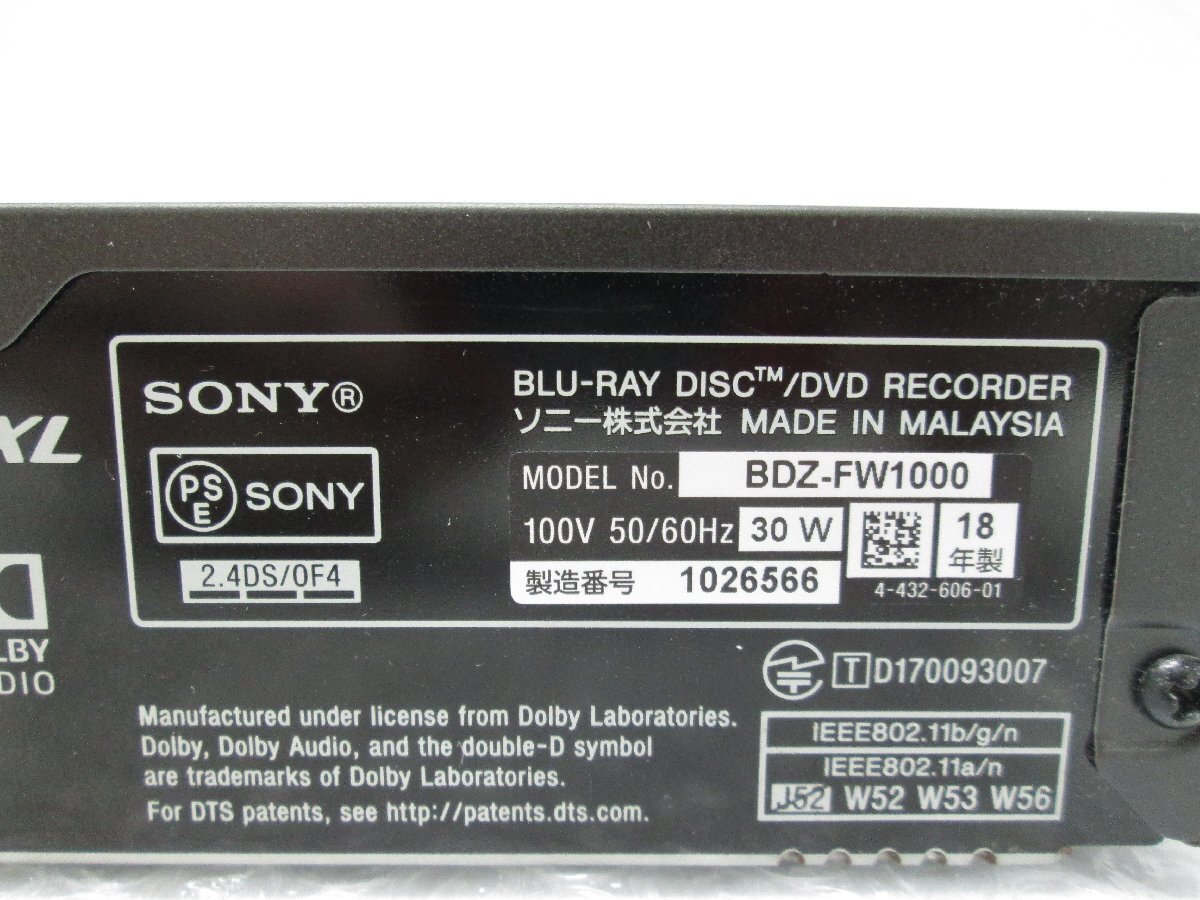 SONY®
BLU-RAY DISC™/DVD RECORDER
ソニー株式会社 MADE IN MALAYSIA
XL
PS
E
SONY
MODEL No. BDZ-FW1000
100V 50/60Hz 30 W
18
年製
2.4DS/OF4
製造番号 1026566
4-432-606-01
T D170093007
Manufactured under license from Dolby Laboratories.
Dolby, Dolby Audio, and the double-D symbol
are trademarks of Dolby Laboratories.
For DTS patents, see http://patents.dts.com.
IEEE802.11b/g/n
IEEE802.11a/n
J52 W52 W53 W56